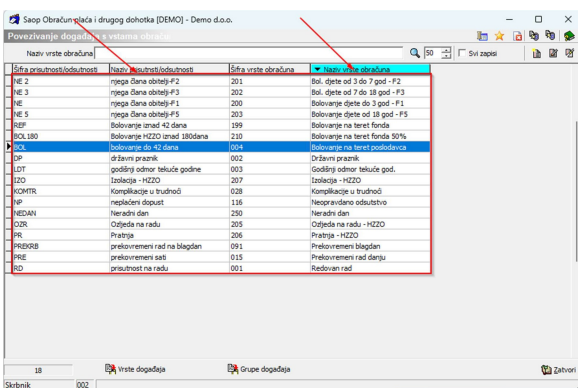 Saop Obračun plaća i drugog dohotka [DEMO] - Demo d.o.o.
Povezivanje događaja s vstama obrače
Naziv vrste obračuna 50 Svi zapisi
Šifra prisutnosti/odsutnosti Naziv prisutnosti/odsutnosti Šifra vrste obračuna Naziv vrste obračuna
NE 2 njega člana obitelji-F2 201 Bol. djete od 3 do 7 god - F2
NE 3 njega člana obitelji-F3 202 Bol. djete od 7 do 18 god - F3
NE njega člana obitelji-F1 200 Bolovanje djete do 3 god - F1
NE 5 njega člana obitelji-F5 203 Bolovanje djete od 18 god - F5
REF Bolovanje iznad 42 dana 199 Bolovanje na teret fonda
BOL180 Bolovanje HZZO iznad 180dana 210 Bolovanje na teret fonda 50%
BOL bolovanje do 42 dana 004 Bolovanje na teret poslodavca
DP državni praznik 002 Državni praznik
LDT godišnji odmor tekuće godine 003 Godišnji odmor tekuće god.
IZO Izolacija - HZZO 207 Izolacija - HZZO
KOMTR Komplikacije u trudnoći 028 Komplikacije u trudnoći
NP neplaćeni dopust 116 Neopravdano odsutstvo
NEDAN Neradni dan 250 Neradni dan
OZR Ozljeda na radu 205 Ozljeda na radu - HZZO
PR Pratnja 206 Pratnja - HZZO
PREKRB prekovremeni rad na blagdan 091 Prekovremeni blagdan
PRE prekovremeni sati 015 Prekovremeni rad danju
RD prisutnost na radu 001 Redovan rad
18 Vrste događaja Grupe događaja Zatvori
Skrbnik 002